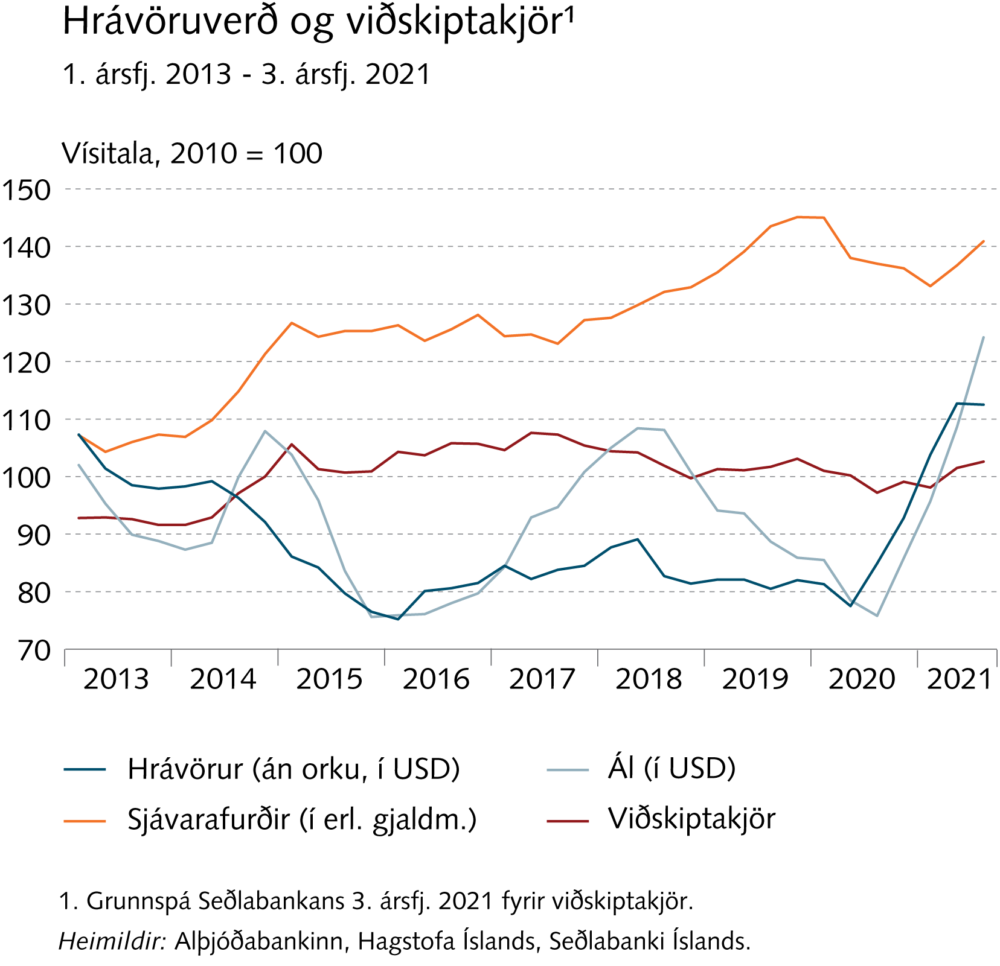 Hrávöruverð og viðskiptakjör¹
1. ársfj. 2013 - 3. ársfj. 2021
Vísitala, 2010 = 100
150
140
130
120
110
100
90
80
70
2013 2014 2015 2016 2017 2018 2019 2020 2021
Hrávörur (án orku, í USD)
Ál (í USD)
Sjávarafurðir (í erl. gjaldm.)
Viðskiptakjör
1. Grunnspá Seðlabankans 3. ársfj. 2021 fyrir viðskiptakjör.
Heimildir: Alþjóðabankinn, Hagstofa Íslands, Seðlabanki Íslands.